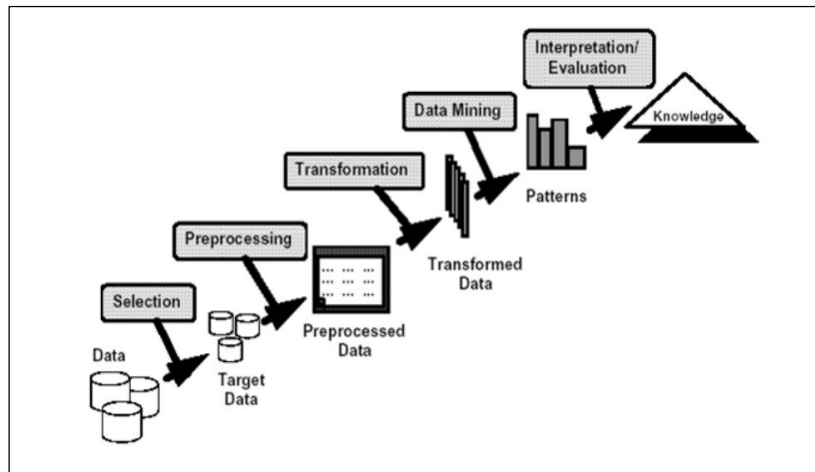 Interpretation/
Evaluation
Data Mining
Knowledge
Transformation
Patterns
Preprocessing
Transformed
Data
Selection
Preprocessed
Data
Data
Target
Data